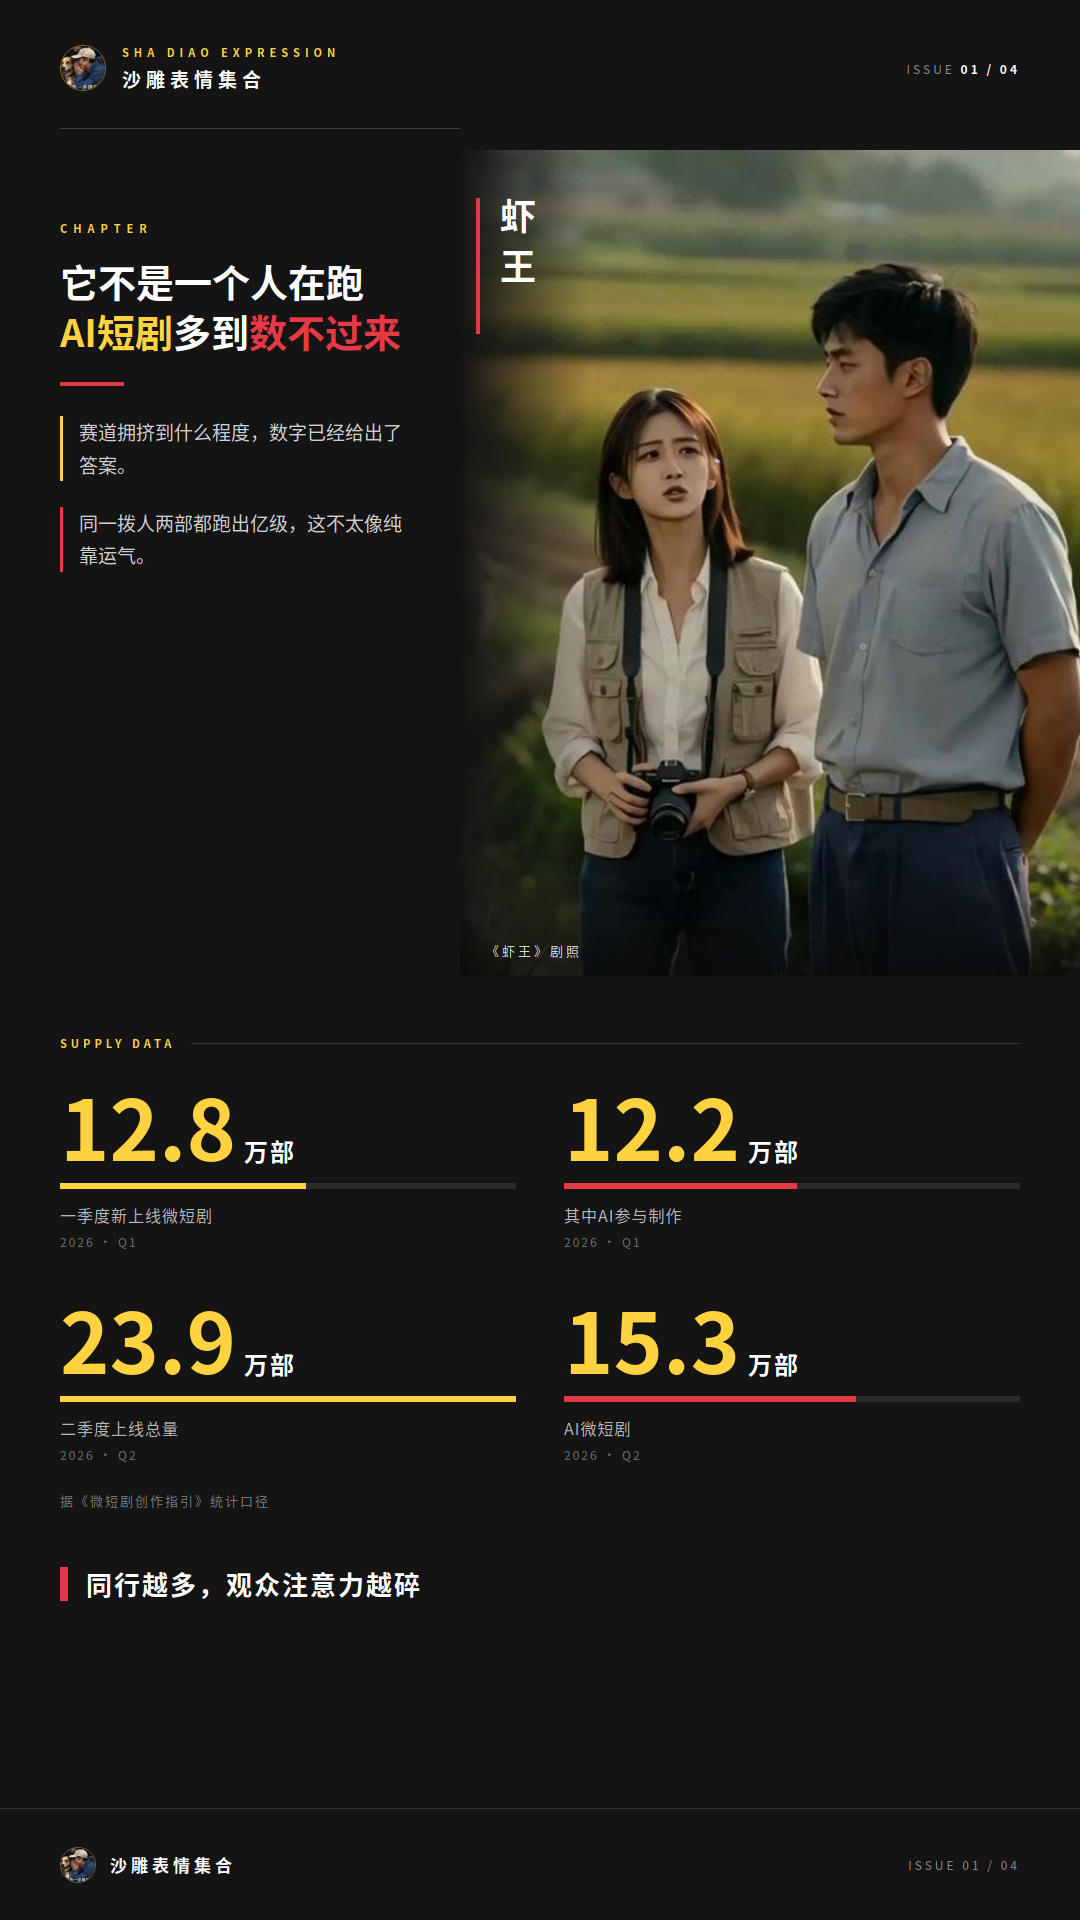 SHA DIAO EXPRESSION
沙雕表情集合
ISSUE 01 / 04
CHAPTER
它不是一个人在跑
AI短剧多到数不过来
赛道拥挤到什么程度，数字已经给出了
答案。
同一拨人两部都跑出亿级，这不太像纯
靠运气。
虾
王
《虾王》剧照
SUPPLY DATA
12.8 万部
一季度新上线微短剧
2026 · Q1
12.2 万部
其中AI参与制作
2026 · Q1
23.9 万部
二季度上线总量
2026 · Q2
15.3 万部
AI微短剧
2026 · Q2
据《微短剧创作指引》统计口径
同行越多，观众注意力越碎
沙雕表情集合
ISSUE 01 / 04